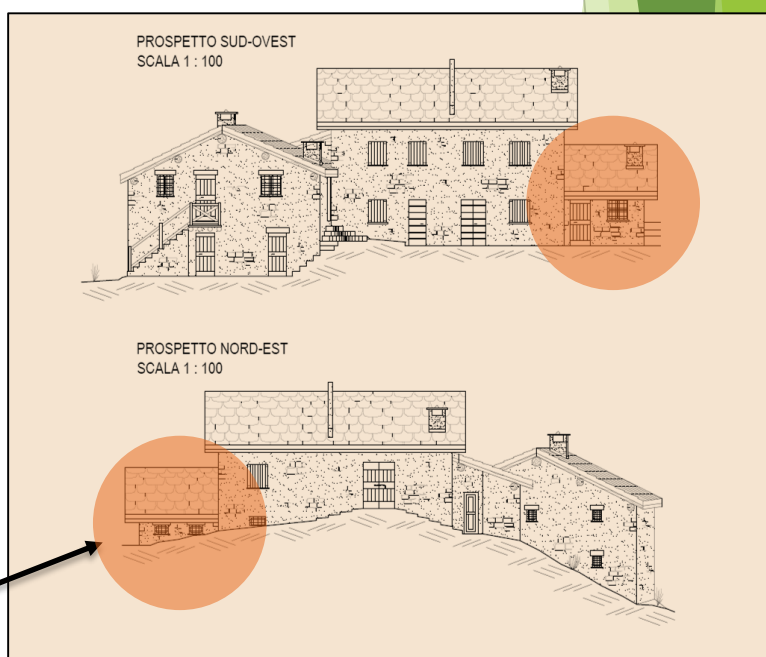 PROSPETTO SUD-OVEST
SCALA 1 : 100
PROSPETTO NORD-EST
SCALA 1 : 100